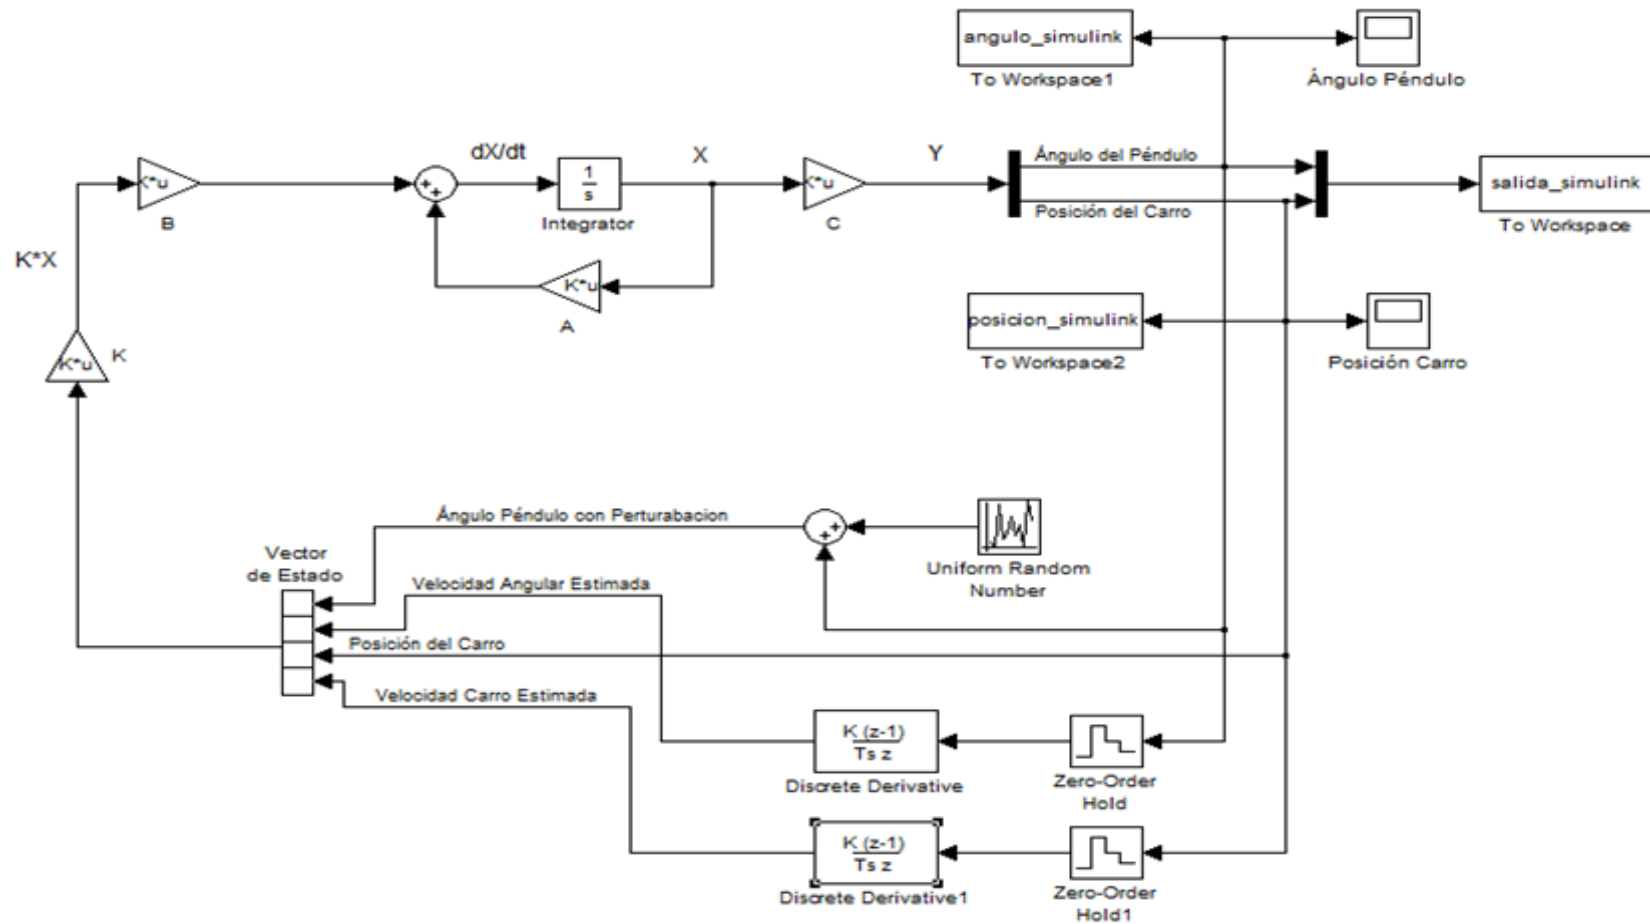 angulo_simulink
To Workspace1
Ángulo Péndulo
dX/dt
X
Y
Ángulo del Péndulo
Posición del Carro
K*u
B
++
1
s
Integrator
K*u
C
salida_simulink
To Workspace
K*X
K*u
A
posicion_simulink
To Workspace2
Posición Carro
K*u
K
Ángulo Péndulo con Perturabacion
++
Uniform Random
Number
Vector
de Estado
Velocidad Angular Estimada
Posición del Carro
Velocidad Carro Estimada
K (z-1)
Ts z
Discrete Derivative
Zero-Order
Hold
K (z-1)
Ts z
Discrete Derivative1
Zero-Order
Hold1